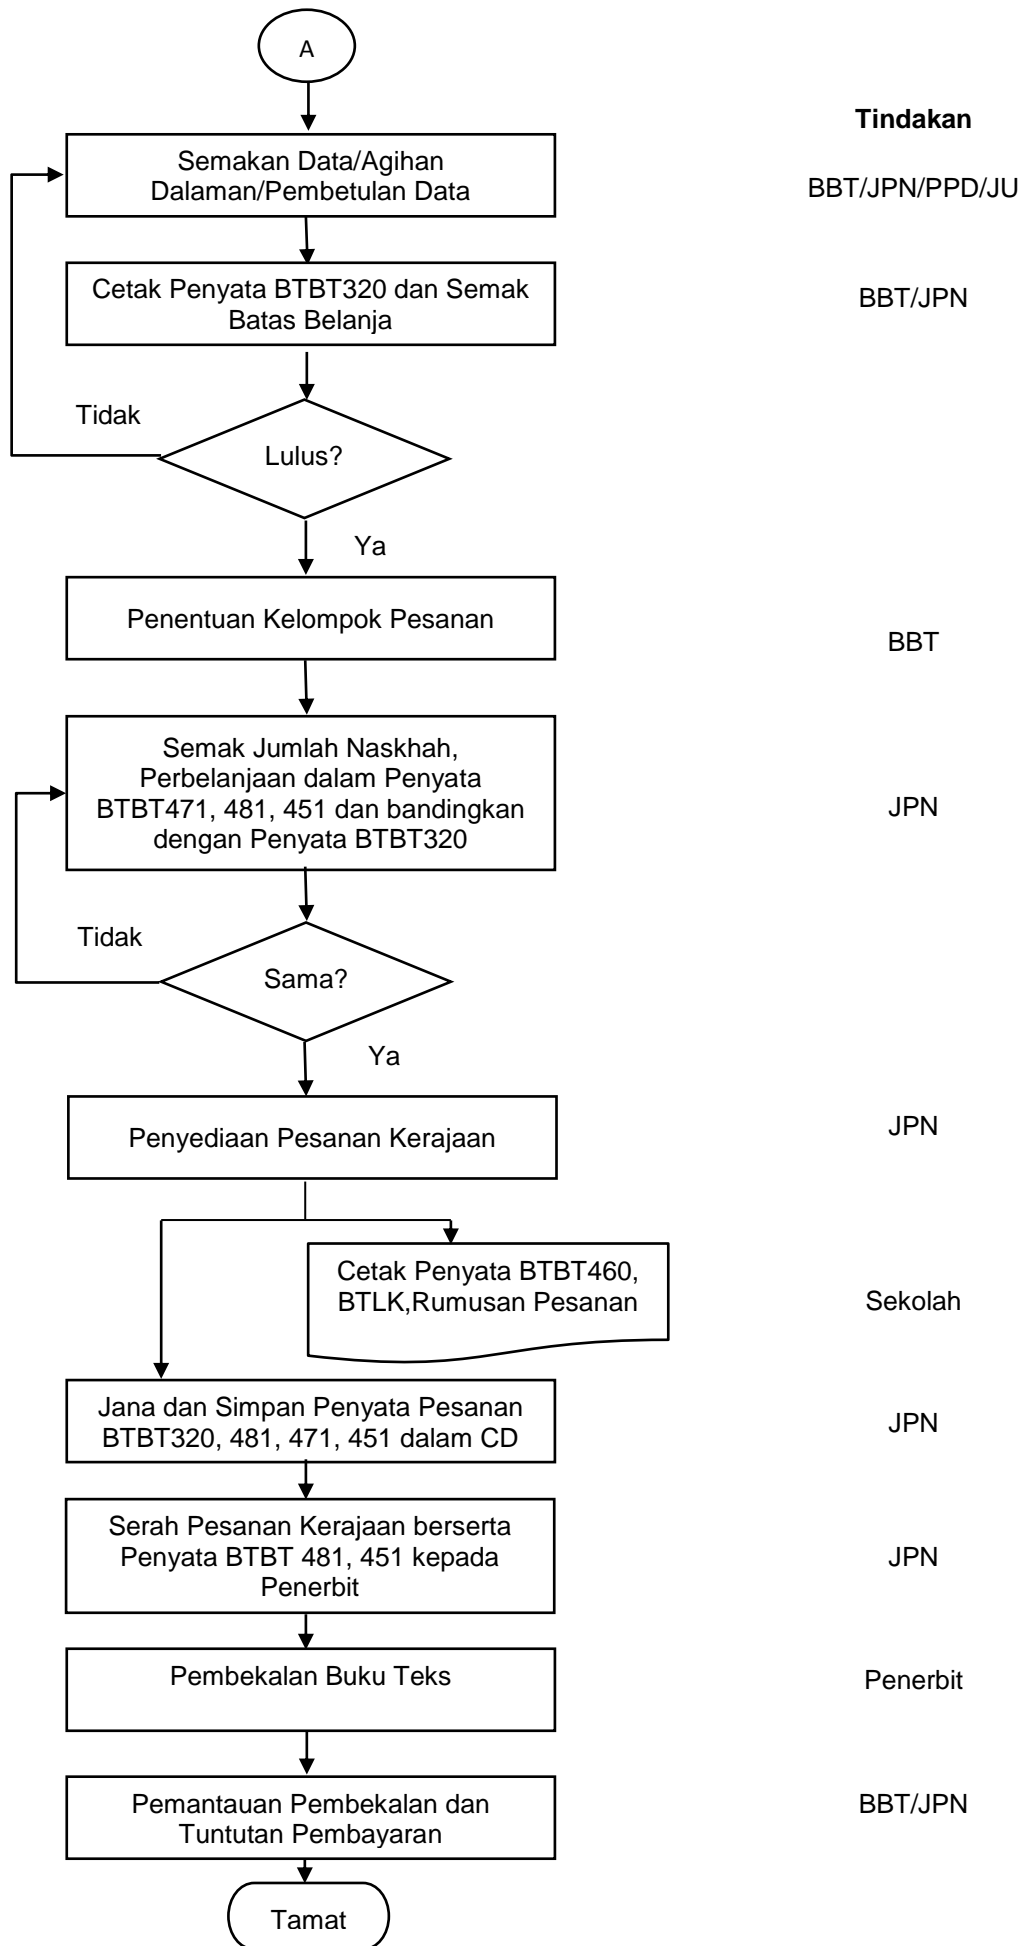 A
Tindakan
Semakan Data/Agihan
Dalaman/Pembetulan Data
BBT/JPN/PPD/JU
Cetak Penyata BTBT320 dan Semak
Batas Belanja
BBT/JPN
Tidak
Lulus?
Ya
Penentuan Kelompok Pesanan
BBT
Semak Jumlah Naskhah,
Perbelanjaan dalam Penyata
BTBT471, 481, 451 dan bandingkan
dengan Penyata BTBT320
JPN
Tidak
Sama?
Ya
Penyediaan Pesanan Kerajaan
JPN
Cetak Penyata BTBT460,
BTLK,Rumusan Pesanan
Sekolah
Jana dan Simpan Penyata Pesanan
BTBT320, 481, 471, 451 dalam CD
JPN
Serah Pesanan Kerajaan berserta
Penyata BTBT 481, 451 kepada
Penerbit
JPN
Pembekalan Buku Teks
Penerbit
Pemantauan Pembekalan dan
Tuntutan Pembayaran
BBT/JPN
Tamat